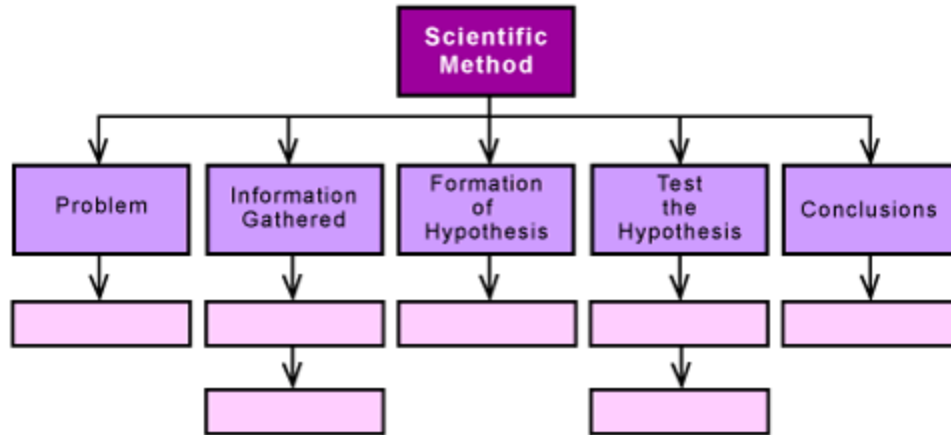 Scientific
Method
Problem
Information
Gathered
Formation
of
Hypothesis
Test
the
Hypothesis
Conclusions